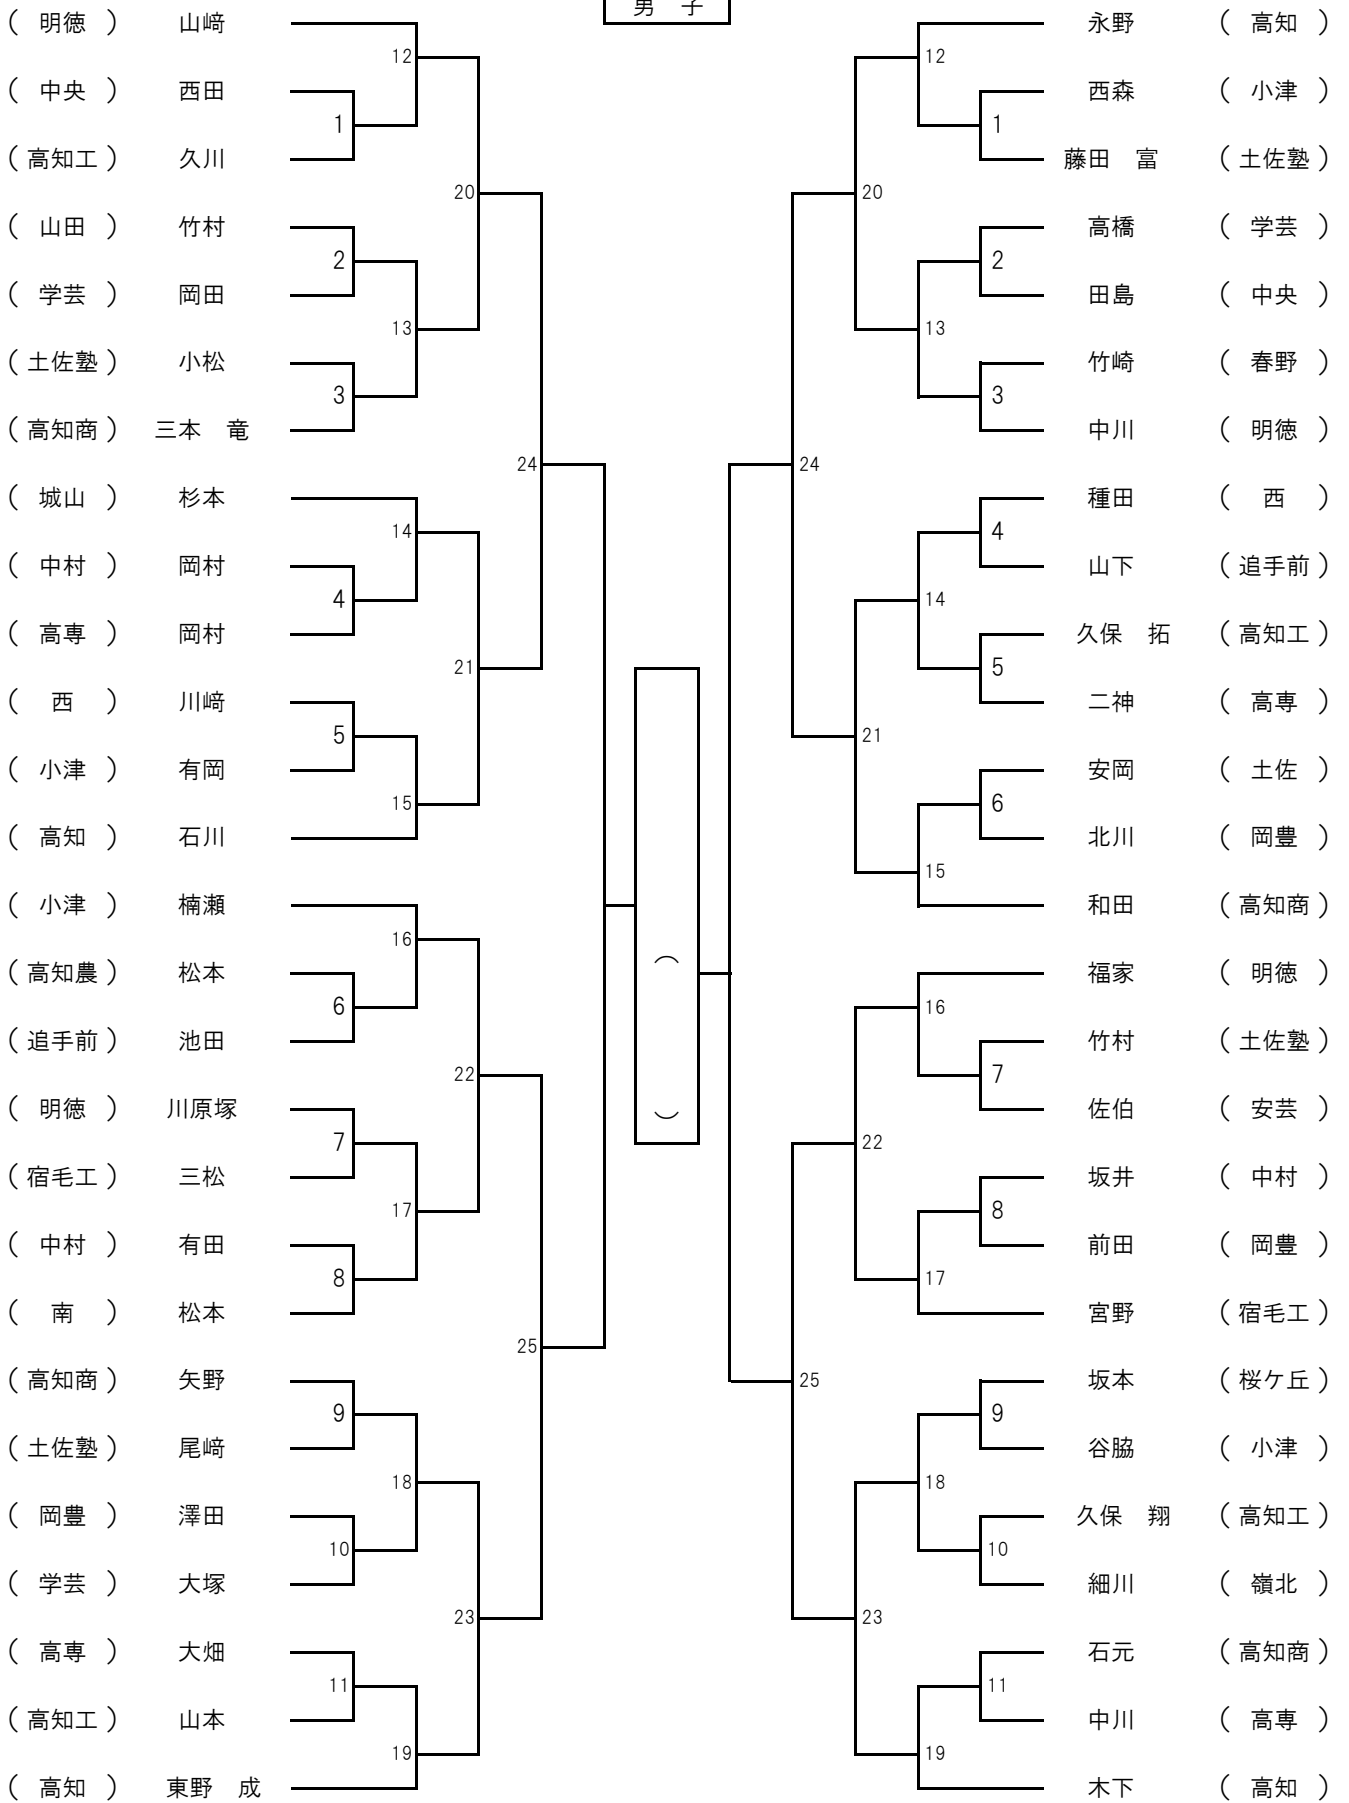 男　子
（　明徳　）　山﨑　永野　（　高知　）
12　12
（　中央　）　西田　西森　（　小津　）
1　1
（高知工）　久川　藤田　富　（土佐塾）
20　20
（　山田　）　竹村　高橋　（　学芸　）
2　2
（　学芸　）　岡田　田島　（　中央　）
13　13
（土佐塾）　小松　竹崎　（　春野　）
3　3
（高知商）　三本　竜　中川　（　明徳　）
24　24
（　城山　）　杉本　種田　（　西　）
14　4
（　中村　）　岡村　山下　（追手前）
4　14
（　高専　）　岡村　久保　拓　（高知工）
21　5
（　西　）　川﨑　二神　（　高専　）
5　21
（　小津　）　有岡　安岡　（　土佐　）
15　6
（　高知　）　石川　北川　（　岡豊　）
15
（　小津　）　楠瀬　和田　（高知商）
16
（　）
（高知農）　松本　福家　（　明徳　）
6　16
（追手前）　池田　竹村　（土佐塾）
22　7
（　明徳　）　川原塚　佐伯　（　安芸　）
7　22
（宿毛工）　三松　坂井　（　中村　）
17　8
（　中村　）　有田　前田　（　岡豊　）
8　17
（　南　）　松本　宮野　（宿毛工）
25
（高知商）　矢野　坂本　（桜ケ丘）
25
9　9
（土佐塾）　尾﨑　谷脇　（　小津　）
18　18
（　岡豊　）　澤田　久保　翔　（高知工）
10　10
（　学芸　）　大塚　細川　（　嶺北　）
23　23
（　高専　）　大畑　石元　（高知商）
11　11
（高知工）　山本　中川　（　高専　）
19　19
（　高知　）　東野　成　木下　（　高知　）